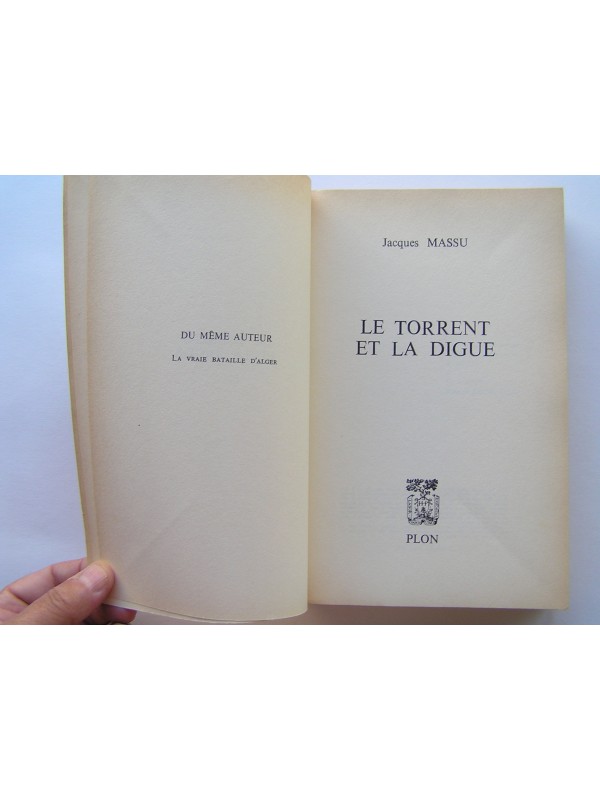 DU MÊME AUTEUR
LA VRAIE BATAILLE D'ALGER
Jacques MASSU
LE TORRENT
ET LA DIGUE
PLON